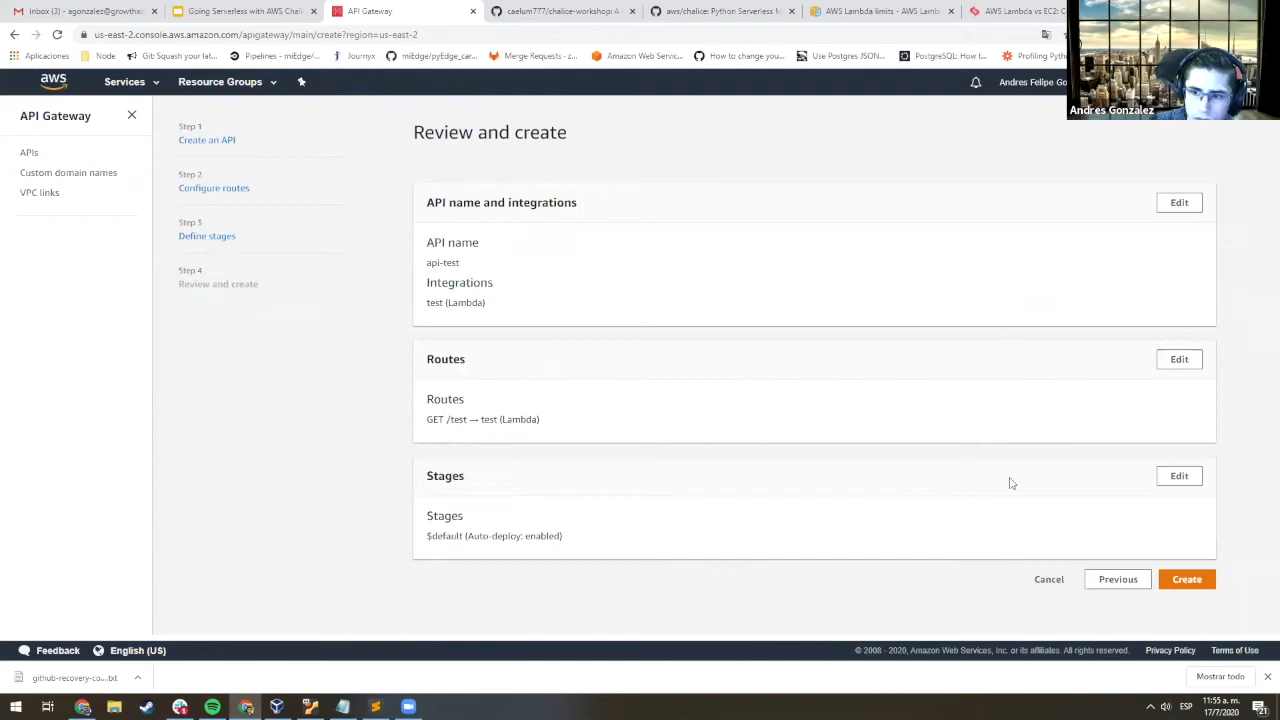 Inbox (3) - agonzalez@growtha
Going Serverless with AWS Chali
API Gateway
caelum777/chalice-workshop: A
aws/chalice: Python Serverless M
AWS Lambda limits - AWS Lamb
AWS Lambda vs EC2: C
us-east-2.console.aws.amazon.com/apigateway/main/create?region=us-east-2
Aplicaciones
Node
Git Squash your lat...
Pipelines - miEdge/...
Journyx
miEdge/pyEdge_car...
Merge Requests · z...
Amazon Web Servic...
How to change you...
Use Postgres JSON...
PostgreSQL: How t...
Profiling Pytho
aws
Services
Resource Groups
Andres Felipe Go
Andres Gonzalez
API Gateway
APIs
Custom domain names
VPC links
Step 1
Create an API
Step 2
Configure routes
Step 3
Define stages
Step 4
Review and create
Review and create
API name and integrations
Edit
API name
api-test
Integrations
test (Lambda)
Routes
Edit
Routes
GET /test → test (Lambda)
Stages
Edit
Stages
$default (Auto-deploy: enabled)
Cancel
Previous
Create
Feedback
English (US)
© 2008 - 2020, Amazon Web Services, Inc. or its affiliates. All rights reserved.
Privacy Policy
Terms of Use
github-recovery-co....txt
Mostrar todo
ESP
11:55 a. m.
17/7/2020
21